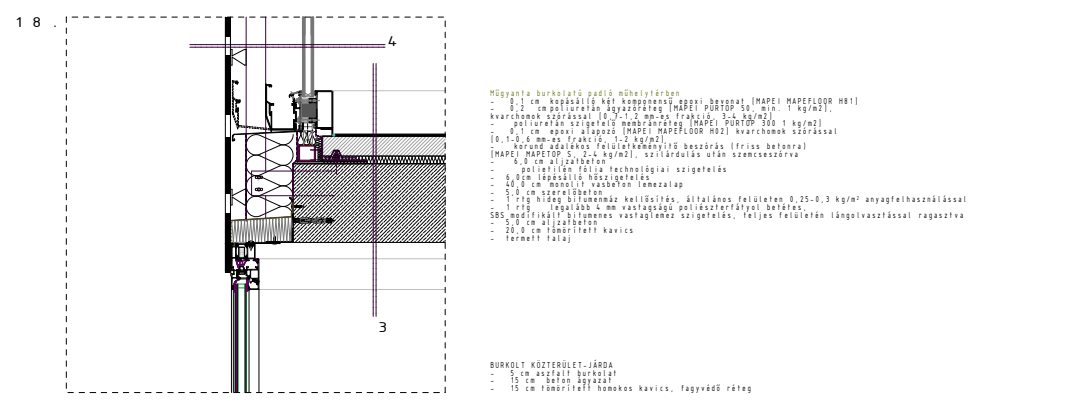 18.
4
3
Műgyanta burkolatú padló műhelytérben
- 0,1 cm kopásálló két komponensű epoxi bevonat [MAPEI MAPEFLOOR H81]
- 0,2 cm poliuretán ágyazóréteg [MAPEI PURTOP 50, min. 1 kg/m2],
kvarchomok szórással [0,7-1,2 mm-es frakció, 3-4 kg/m2]
poliuretán szigetelő membránréteg [MAPEI PURTOP 300 1 kg/m2]
- 0,1 cm epoxi alapozó [MAPEI MAPEFLOOR H02] kvarchomok szórással
[0,1-0,6 mm-es frakció, 1-2 kg/m2]
- korund adalékos felületkeményítő beszórás (friss betonra)
[MAPEI MAPETOP S, 2-4 kg/m2], szilárdulás után szemcseszórva
- 6,0 cm aljzatbeton
- polietilén fólia technológiai szigetelés
- 6,0cm lépésálló hőszigetelés
- 40,0 cm monolit vasbeton lemezalap
- 5,0 cm szerelőbeton
- 1 rtg hideg bitumenmáz kellősítés, általános felületen 0,25-0,3 kg/m² anyagfelhasználással
- 1 rtg legalább 4 mm vastagságú poliészterfátyol betétes,
SBS modifikált bitumenes vastaglemez szigetelés, teljes felületén lángolvasztással ragasztva
- 5,0 cm aljzatbeton
- 20,0 cm tömörített kavics
- termett talaj
BURKOLT KÖZTERÜLET-JÁRDA
- 5 cm aszfalt burkolat
- 15 cm beton ágyazat
- 15 cm tömörített homokos kavics, fagyvédő réteg